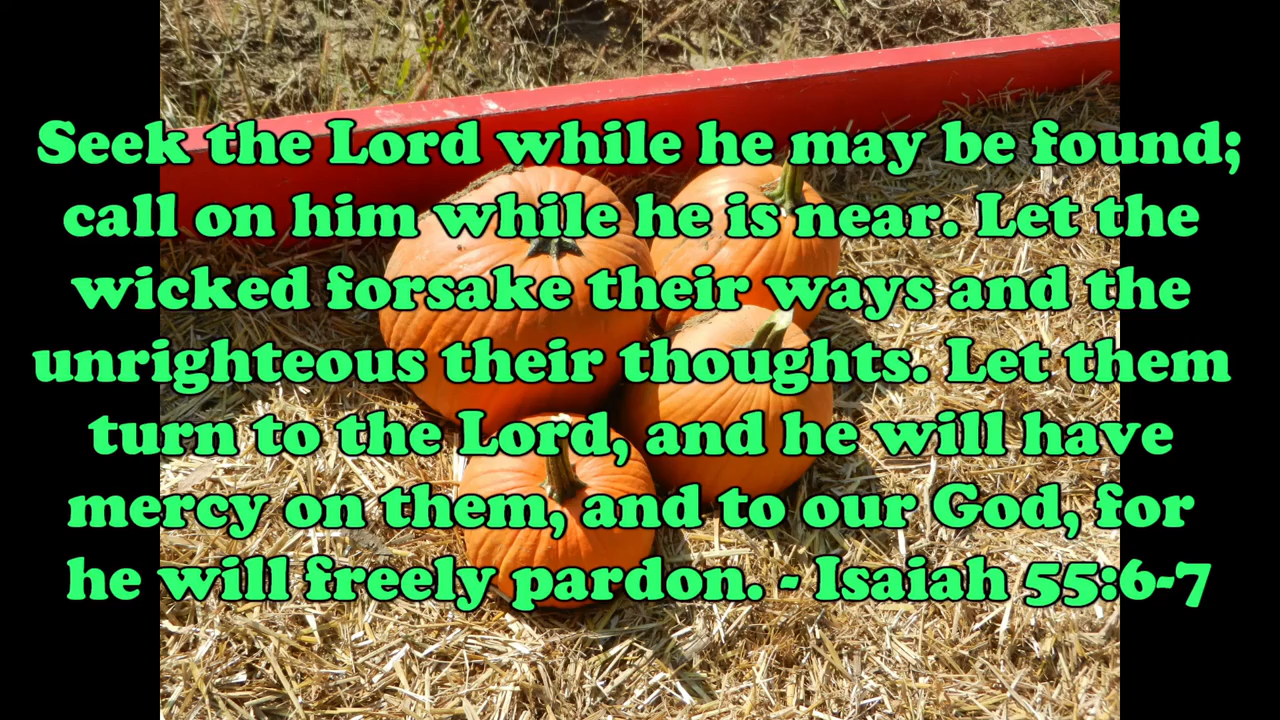 Seek the Lord while he may be found;
call on him while he is near. Let the
wicked forsake their ways and the
unrighteous their thoughts. Let them
turn to the Lord, and he will have
mercy on them, and to our God, for
he will freely pardon. - Isaiah 55:6-7